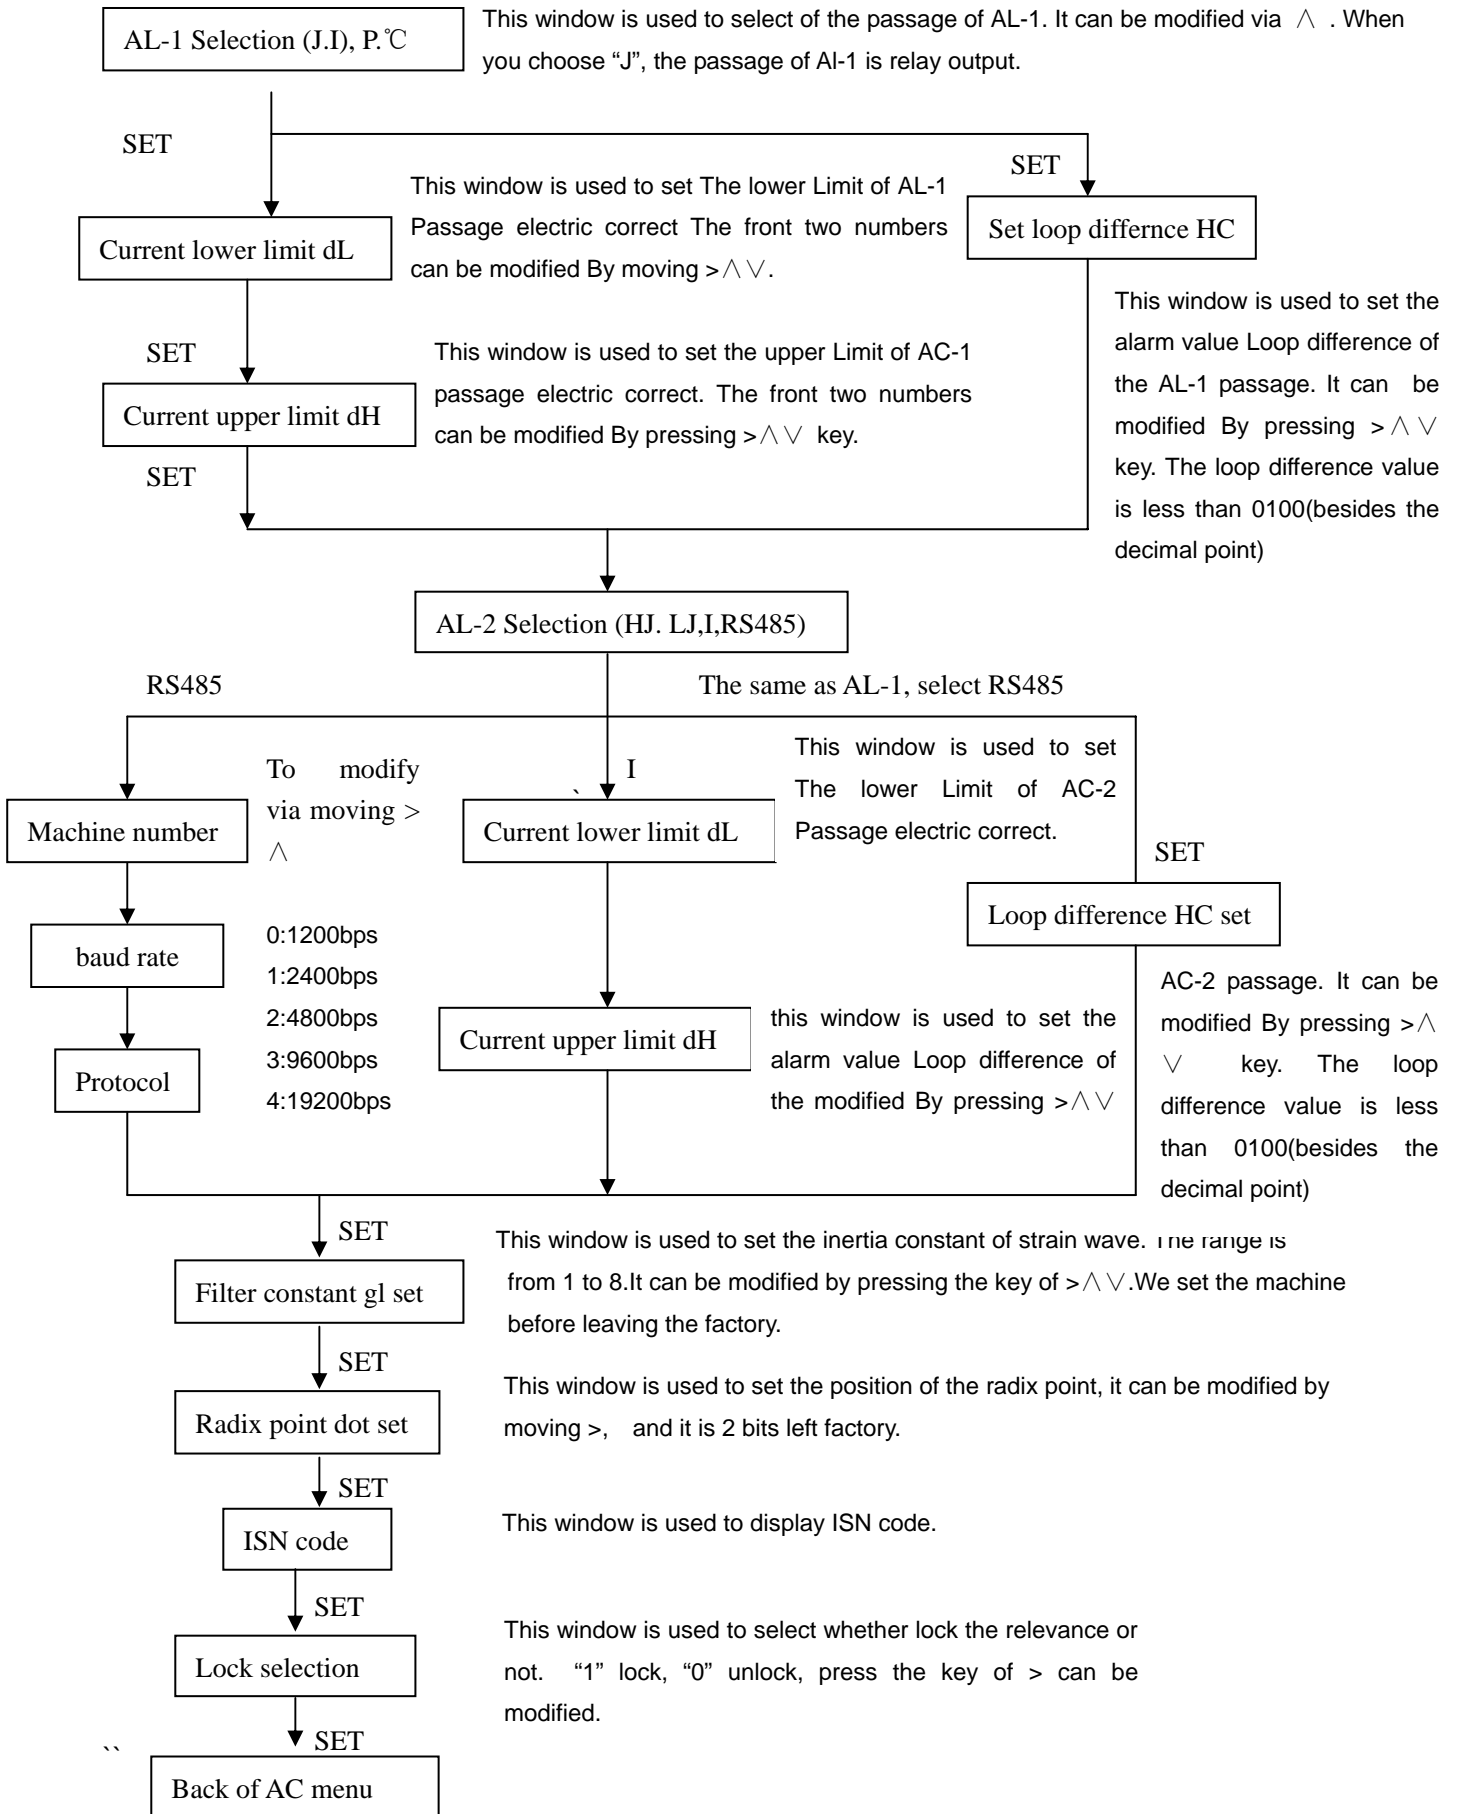 AL-1 Selection (J.I), P.℃
This window is used to select of the passage of AL-1. It can be modified via ∧ . When
you choose “J”, the passage of Al-1 is relay output.
SET
SET
This window is used to set The lower Limit of AL-1
Passage electric correct The front two numbers
can be modified By moving >∧∨.
Current lower limit dL
Set loop differnce HC
This window is used to set the
alarm value Loop difference of
the AL-1 passage. It can be
modified By pressing >∧∨
key. The loop difference value
is less than 0100(besides the
decimal point)
SET
This window is used to set the upper Limit of AC-1
passage electric correct. The front two numbers
can be modified By pressing >∧∨ key.
Current upper limit dH
SET
AL-2 Selection (HJ. LJ,I,RS485)
RS485
The same as AL-1, select RS485
To modify
via moving >
∧
I
`
This window is used to set
The lower Limit of AC-2
Passage electric correct.
Machine number
Current lower limit dL
SET
Loop difference HC set
baud rate
0:1200bps
1:2400bps
2:4800bps
3:9600bps
4:19200bps
Protocol
Current upper limit dH
this window is used to set the
alarm value Loop difference of
the modified By pressing >∧∨
AC-2 passage. It can be
modified By pressing >∧
∨ key. The loop
difference value is less
than 0100(besides the
decimal point)
SET
This window is used to set the inertia constant of strain wave. The range is
from 1 to 8.It can be modified by pressing the key of >∧∨.We set the machine
before leaving the factory.
Filter constant gl set
SET
This window is used to set the position of the radix point, it can be modified by
moving >, and it is 2 bits left factory.
Radix point dot set
SET
ISN code
This window is used to display ISN code.
SET
This window is used to select whether lock the relevance or
not. “1” lock, “0” unlock, press the key of > can be
modified.
Lock selection
SET
``
Back of AC menu